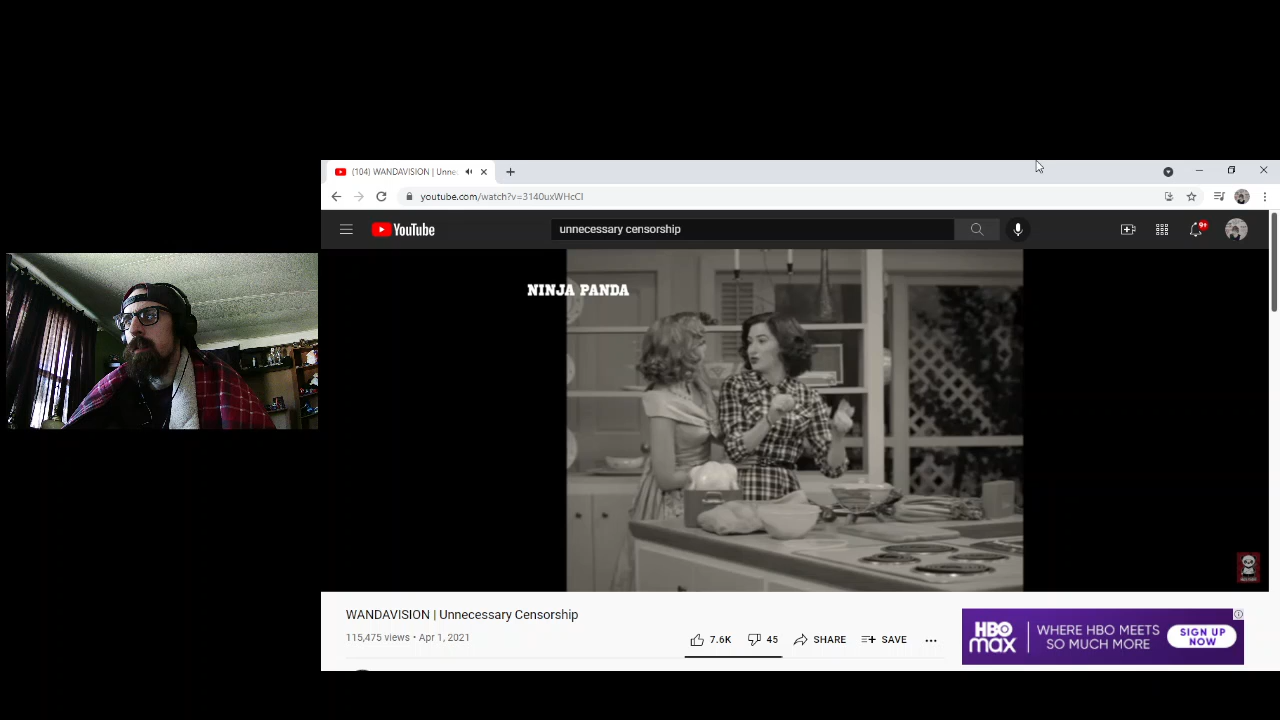 (104) WANDAVISION | Unne
youtube.com/watch?v=3140uxWHcCI
YouTube
unnecessary censorship
9+
NINJA PANDA
WANDAVISION | Unnecessary Censorship
115,475 views • Apr 1, 2021
7.6K
45
SHARE
SAVE
HBO
max
WHERE HBO MEETS
SO MUCH MORE
SIGN UP
NOW